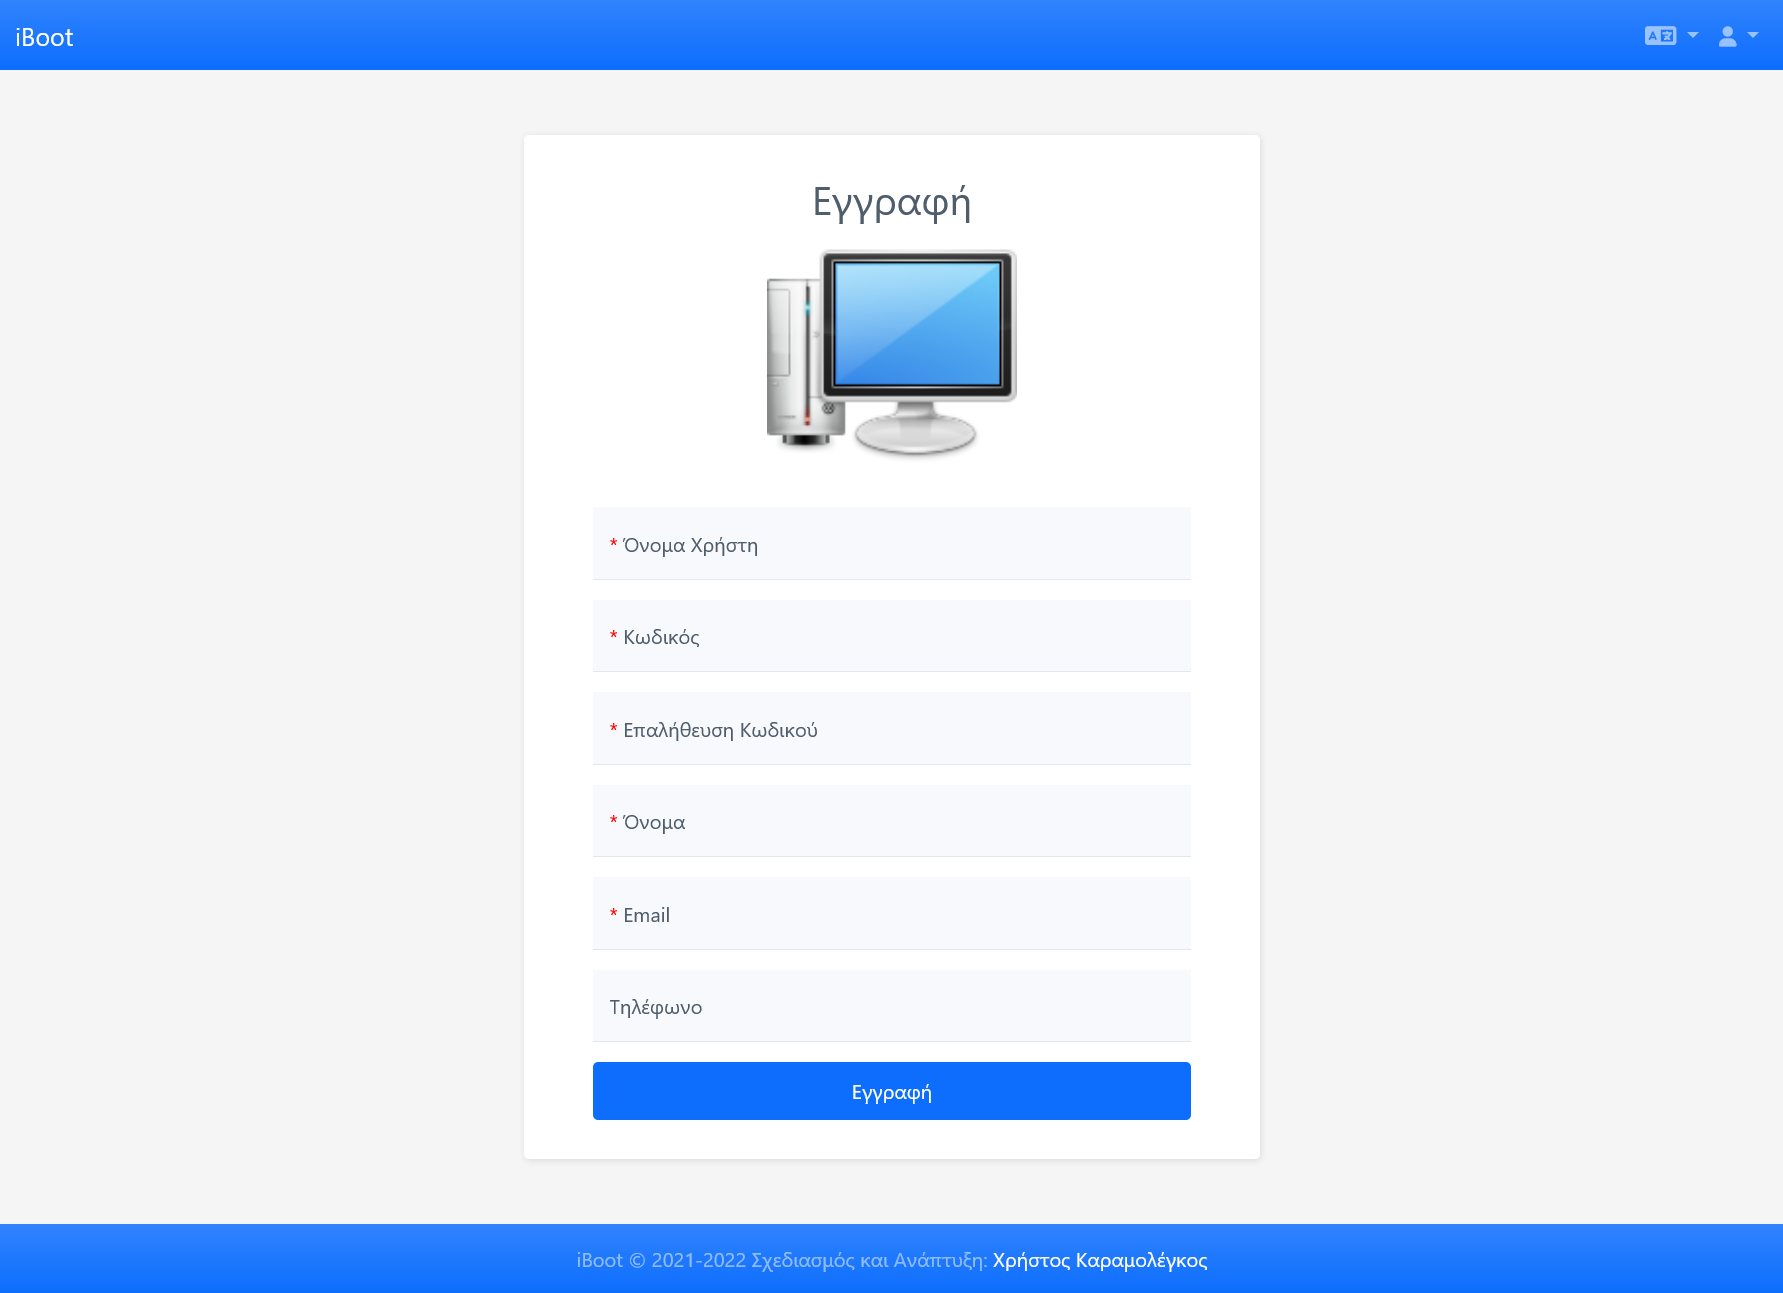 iBoot
Εγγραφή
* Όνομα Χρήστη
* Κωδικός
* Επαλήθευση Κωδικού
* Όνομα
* Email
Τηλέφωνο
Εγγραφή
iBoot © 2021-2022 Σχεδιασμός και Ανάπτυξη: Χρήστος Καραμολέγκος